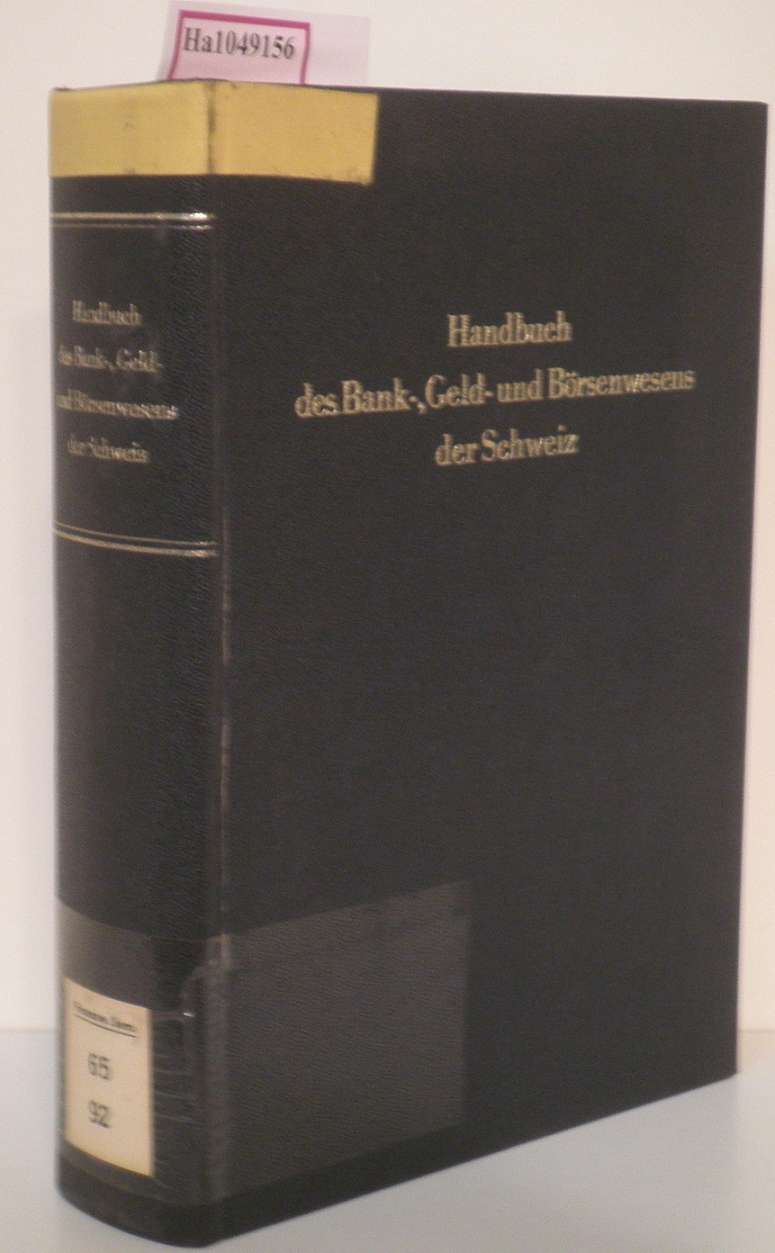 Ha1049156
Handbuch
des Bank-, Geld-
und Börsenwesens
der Schweiz
Handbuch
des Bank-, Geld- und Börsenwesens
der Schweiz
65
92